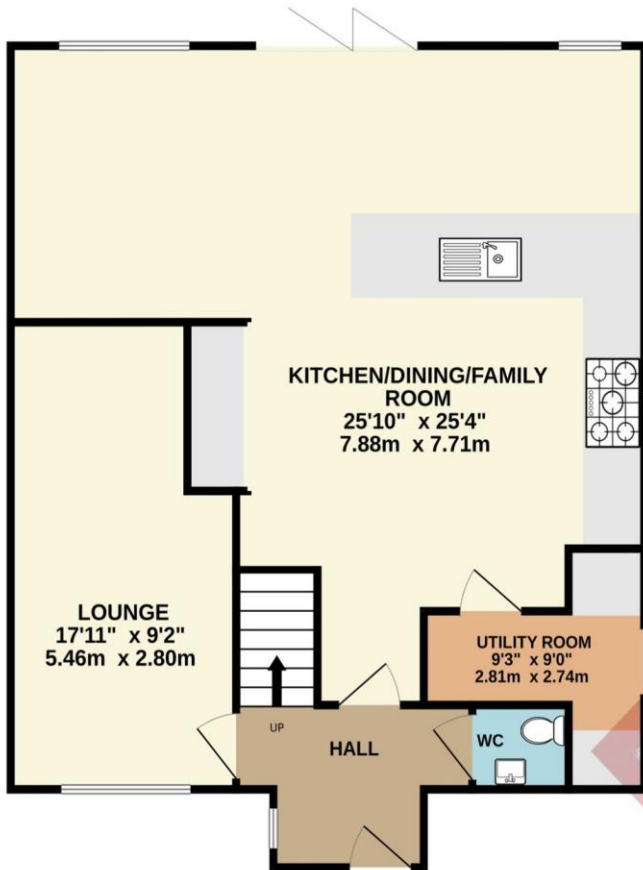 KITCHEN/DINING/FAMILY
ROOM
25'10" x 25'4"
7.88m x 7.71m
LOUNGE
17'11" x 9'2"
5.46m x 2.80m
UTILITY ROOM
9'3" x 9'0"
2.81m x 2.74m
UP
HALL
WC